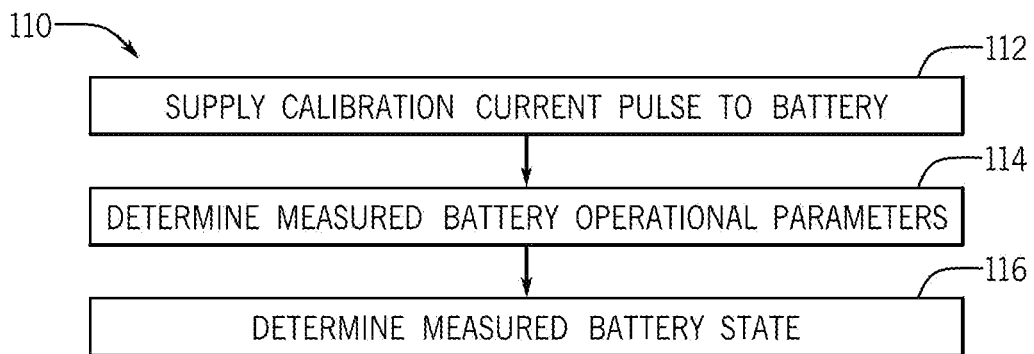 110
112
SUPPLY CALIBRATION CURRENT PULSE TO BATTERY
114
DETERMINE MEASURED BATTERY OPERATIONAL PARAMETERS
116
DETERMINE MEASURED BATTERY STATE